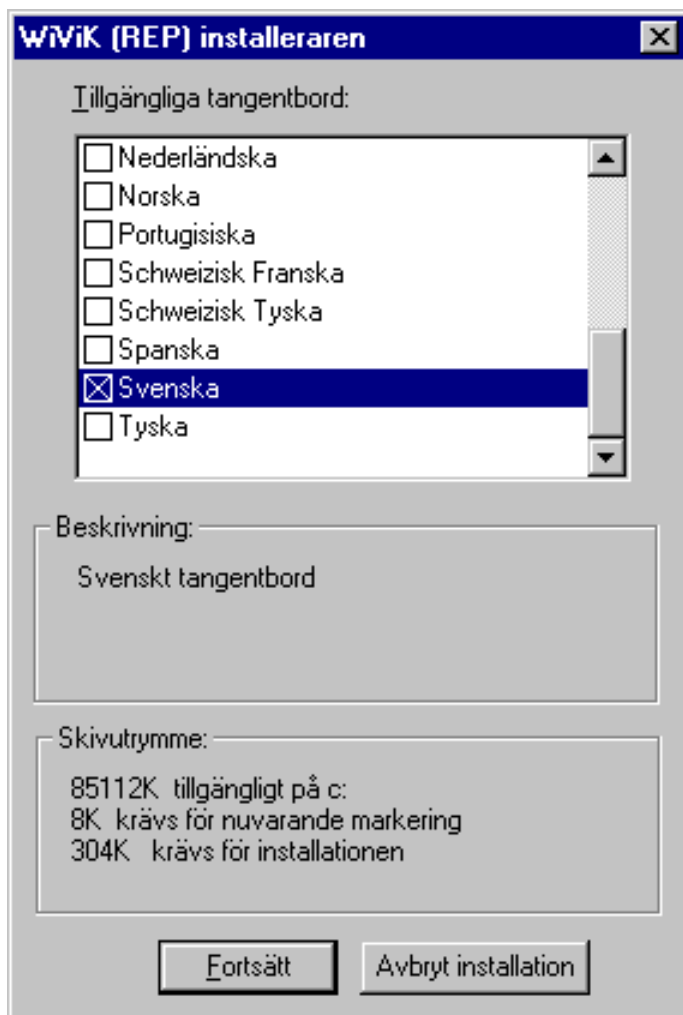 WiViK (REP) installeraren
Tillgängliga tangentbord:
Nederländska
Norska
Portugisiska
Schweizisk Franska
Schweizisk Tyska
Spanska
Svenska
Tyska
Beskrivning:
Svenskt tangentbord
Skivutrymme:
85112K tillgängligt på c:
8K krävs för nuvarande markering
304K krävs för installationen
Fortsätt
Avbryt installation